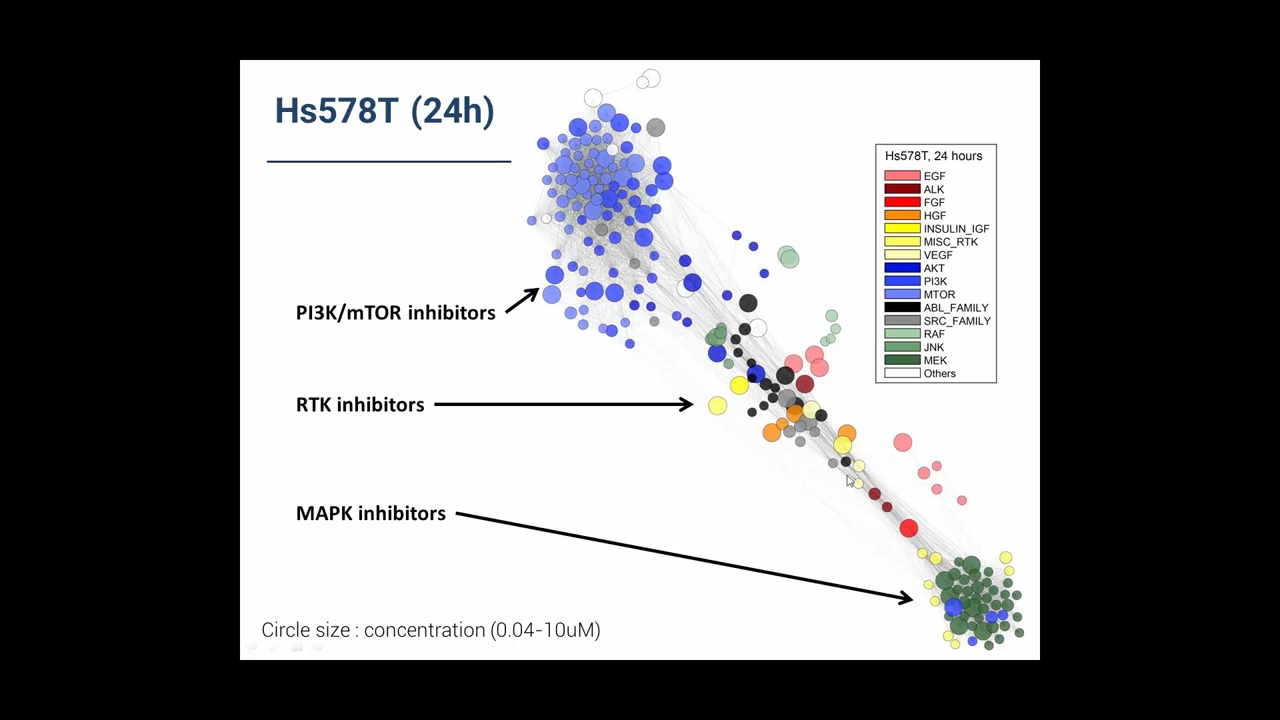 Hs578T (24h)
Hs578T, 24 hours
EGF
ALK
FGF
HGF
INSULIN_IGF
MISC_RTK
VEGF
AKT
PI3K
MTOR
ABL_FAMILY
SRC_FAMILY
RAF
JNK
MEK
Others
PI3K/mTOR inhibitors
RTK inhibitors
MAPK inhibitors
Circle size : concentration (0.04-10uM)